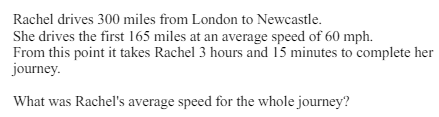 Rachel drives 300 miles from London to Newcastle.
She drives the first 165 miles at an average speed of 60 mph.
From this point it takes Rachel 3 hours and 15 minutes to complete her
journey.
What was Rachel's average speed for the whole journey?